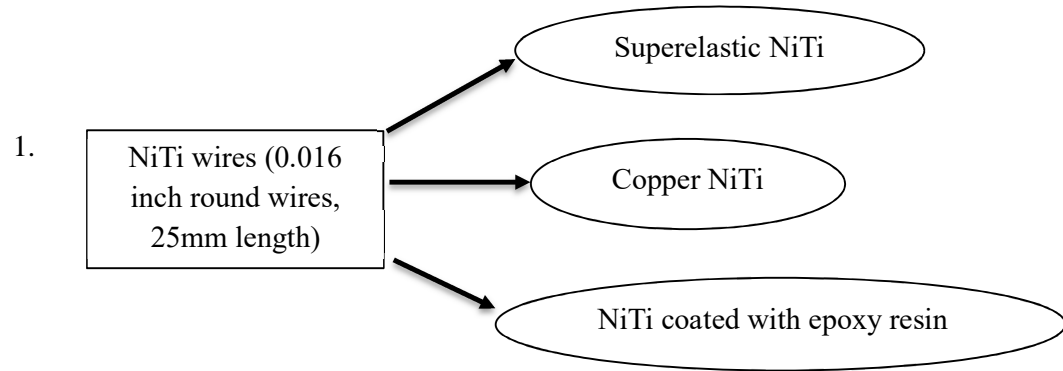 Superelastic NiTi
1.
NiTi wires (0.016
inch round wires,
25mm length)
Copper NiTi
NiTi coated with epoxy resin